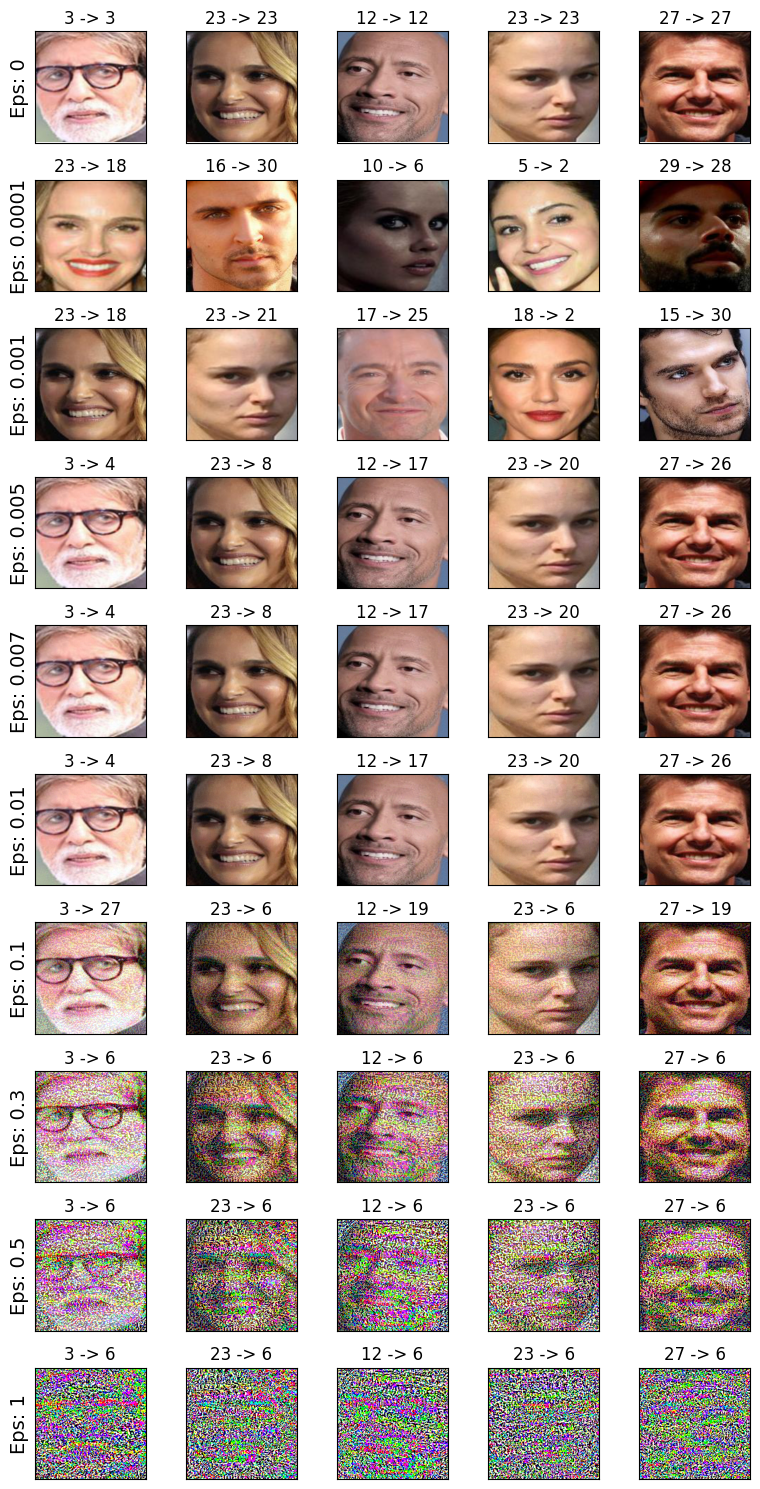 3 -> 3 23 -> 23 12 -> 12 23 -> 23 27 -> 27
Eps: 0
23 -> 18 16 -> 30 10 -> 6 5 -> 2 29 -> 28
Eps: 0.0001
23 -> 18 23 -> 21 17 -> 25 18 -> 2 15 -> 30
Eps: 0.001
3 -> 4 23 -> 8 12 -> 17 23 -> 20 27 -> 26
Eps: 0.005
3 -> 4 23 -> 8 12 -> 17 23 -> 20 27 -> 26
Eps: 0.007
3 -> 4 23 -> 8 12 -> 17 23 -> 20 27 -> 26
Eps: 0.01
3 -> 27 23 -> 6 12 -> 19 23 -> 6 27 -> 19
Eps: 0.1
3 -> 6 23 -> 6 12 -> 6 23 -> 6 27 -> 6
Eps: 0.3
3 -> 6 23 -> 6 12 -> 6 23 -> 6 27 -> 6
Eps: 0.5
3 -> 6 23 -> 6 12 -> 6 23 -> 6 27 -> 6
Eps: 1